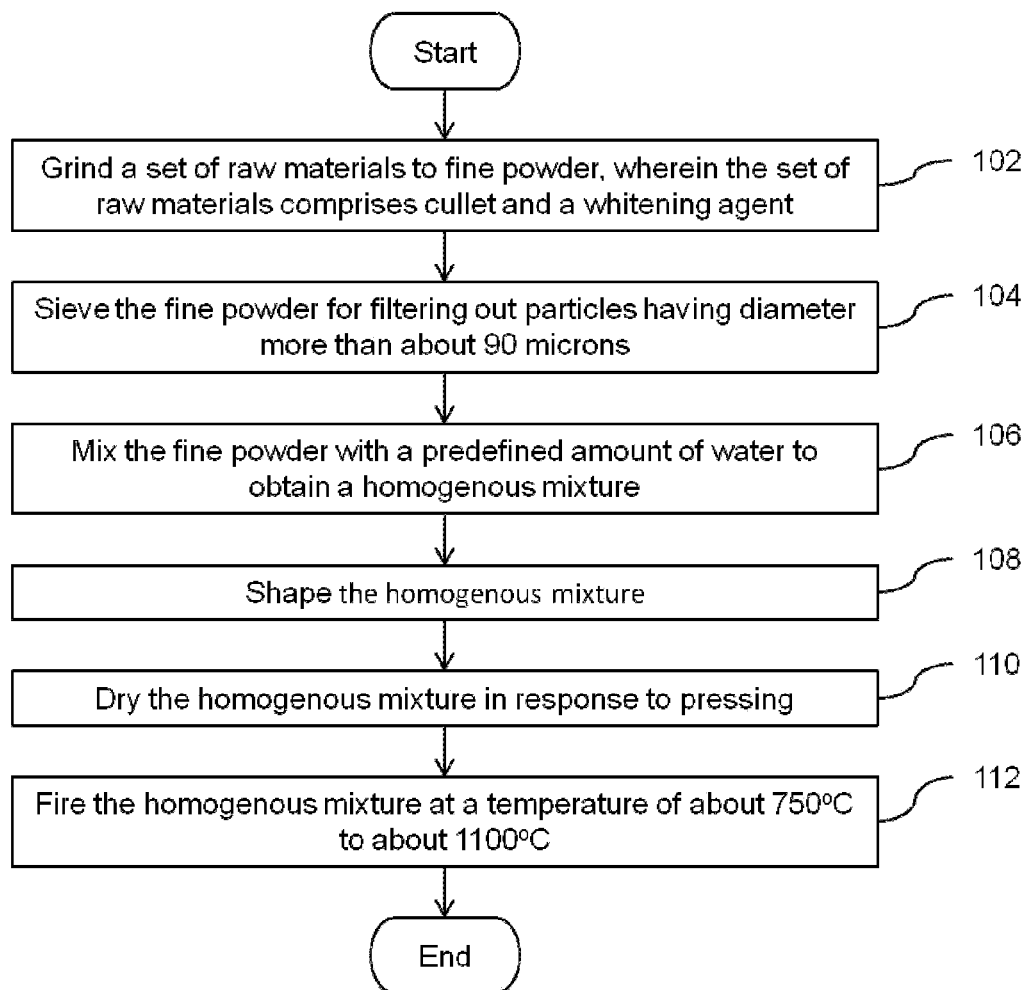 Start
Grind a set of raw materials to fine powder, wherein the set of
raw materials comprises cullet and a whitening agent
102
Sieve the fine powder for filtering out particles having diameter
more than about 90 microns
104
Mix the fine powder with a predefined amount of water to
obtain a homogenous mixture
106
Shape the homogenous mixture
108
Dry the homogenous mixture in response to pressing
110
Fire the homogenous mixture at a temperature of about 750ºC
to about 1100ºC
112
End